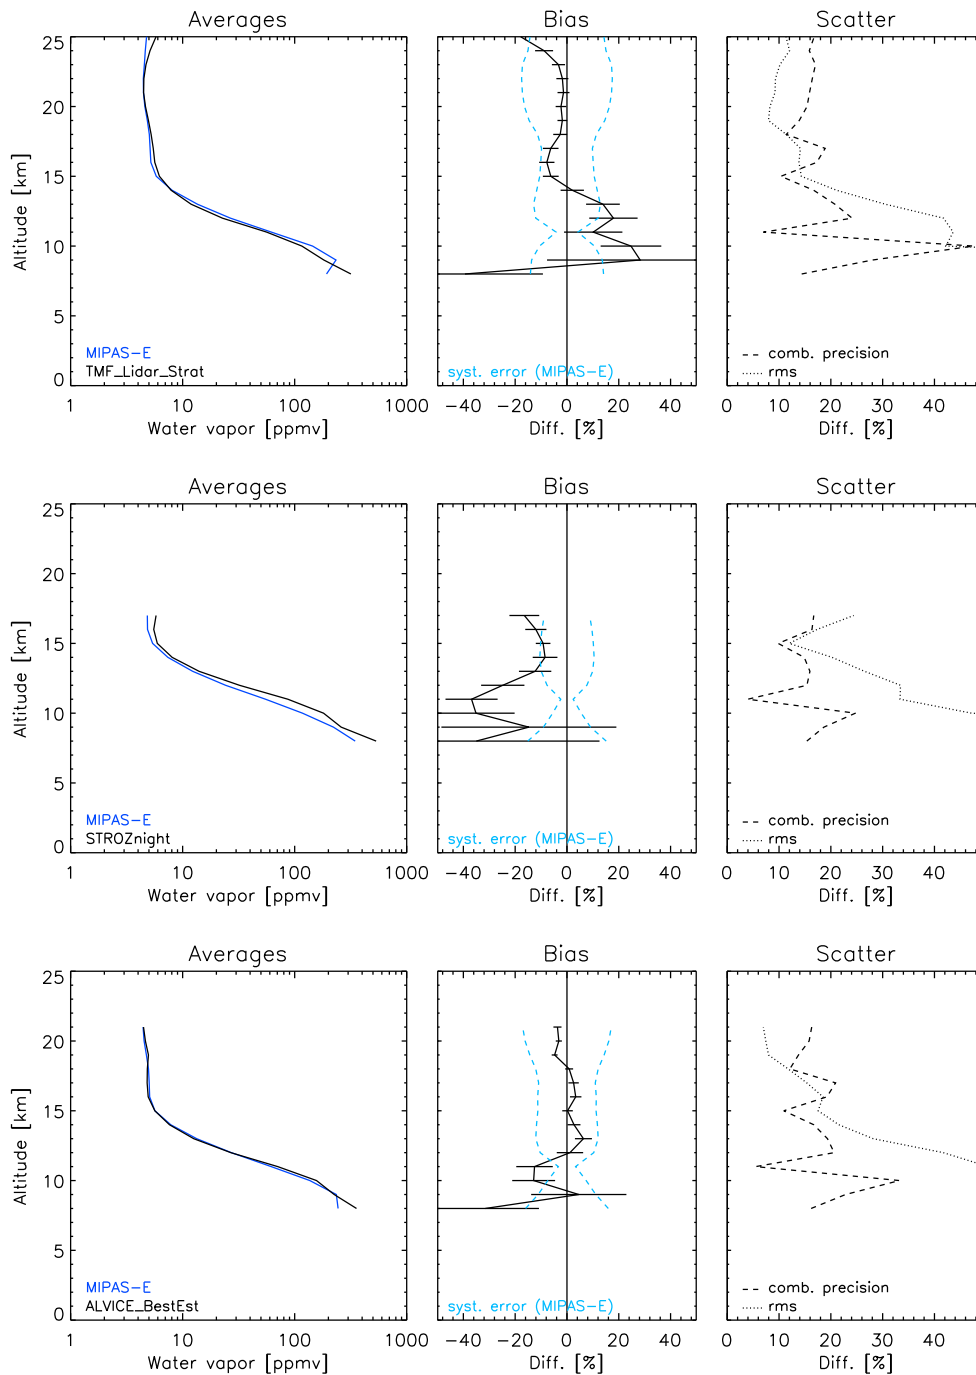 Averages
Bias
Scatter
25
20
15
10
5
0
Altitude [km]
MIPAS-E
TMF_Lidar_Strat
syst. error (MIPAS-E)
comb. precision
rms
1 10 100 1000
-40 -20 0 20 40
0 10 20 30 40
Water vapor [ppmv]
Diff. [%]
Diff. [%]
Averages
Bias
Scatter
25
20
15
10
5
0
Altitude [km]
MIPAS-E
STROZnight
syst. error (MIPAS-E)
comb. precision
rms
1 10 100 1000
-40 -20 0 20 40
0 10 20 30 40
Water vapor [ppmv]
Diff. [%]
Diff. [%]
Averages
Bias
Scatter
25
20
15
10
5
0
Altitude [km]
MIPAS-E
ALVICE_BestEst
syst. error (MIPAS-E)
comb. precision
rms
1 10 100 1000
-40 -20 0 20 40
0 10 20 30 40
Water vapor [ppmv]
Diff. [%]
Diff. [%]